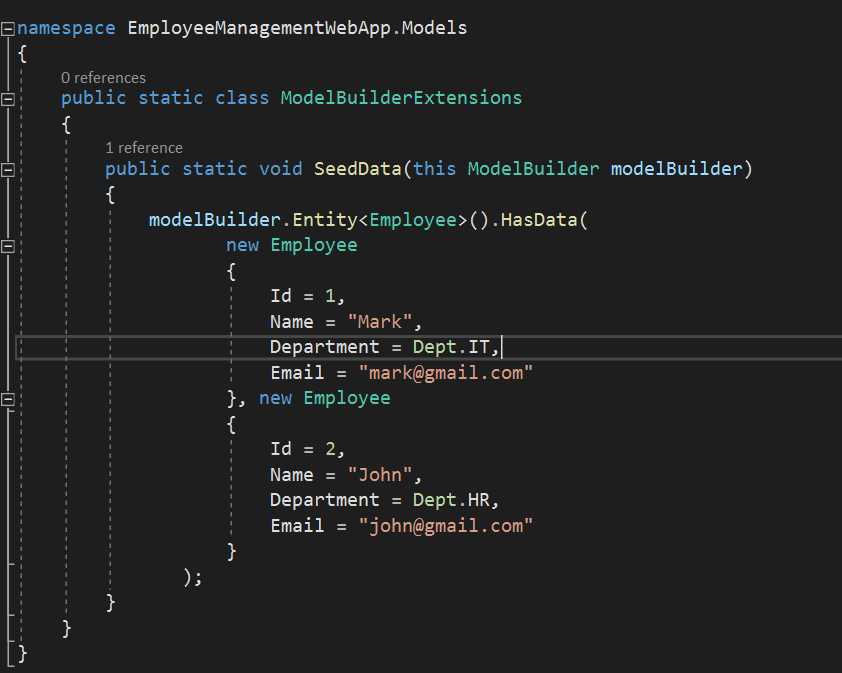 namespace EmployeeManagementWebApp.Models
{
0 references
public static class ModelBuilderExtensions
{
1 reference
public static void SeedData(this ModelBuilder modelBuilder)
{
modelBuilder.Entity<Employee>().HasData(
new Employee
{
Id = 1,
Name = "Mark",
Department = Dept.IT,
Email = "mark@gmail.com"
}, new Employee
{
Id = 2,
Name = "John",
Department = Dept.HR,
Email = "john@gmail.com"
}
);
}
}
}